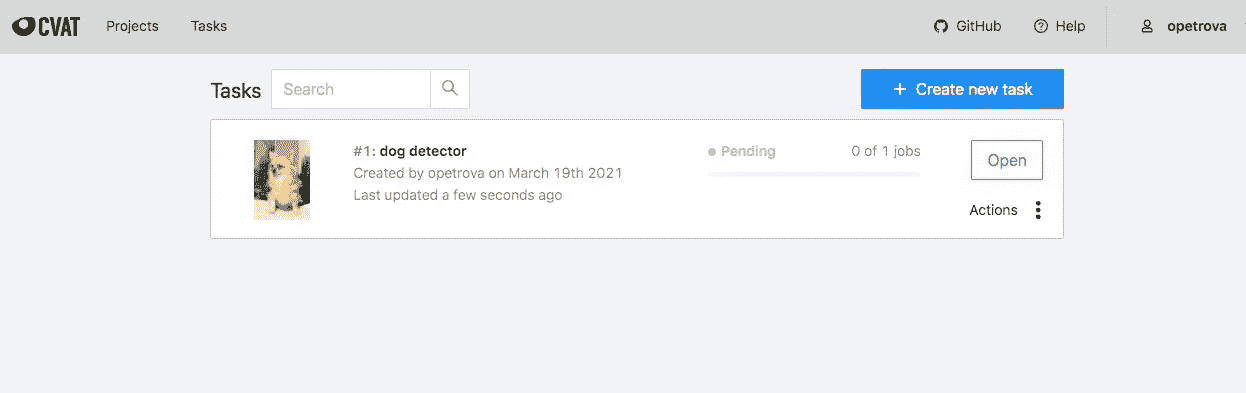 CVAT Projects Tasks GitHub Help opetrova
Tasks Search + Create new task
#1: dog detector Pending 0 of 1 jobs Open
Created by opetrova on March 19th 2021
Last updated a few seconds ago
Actions